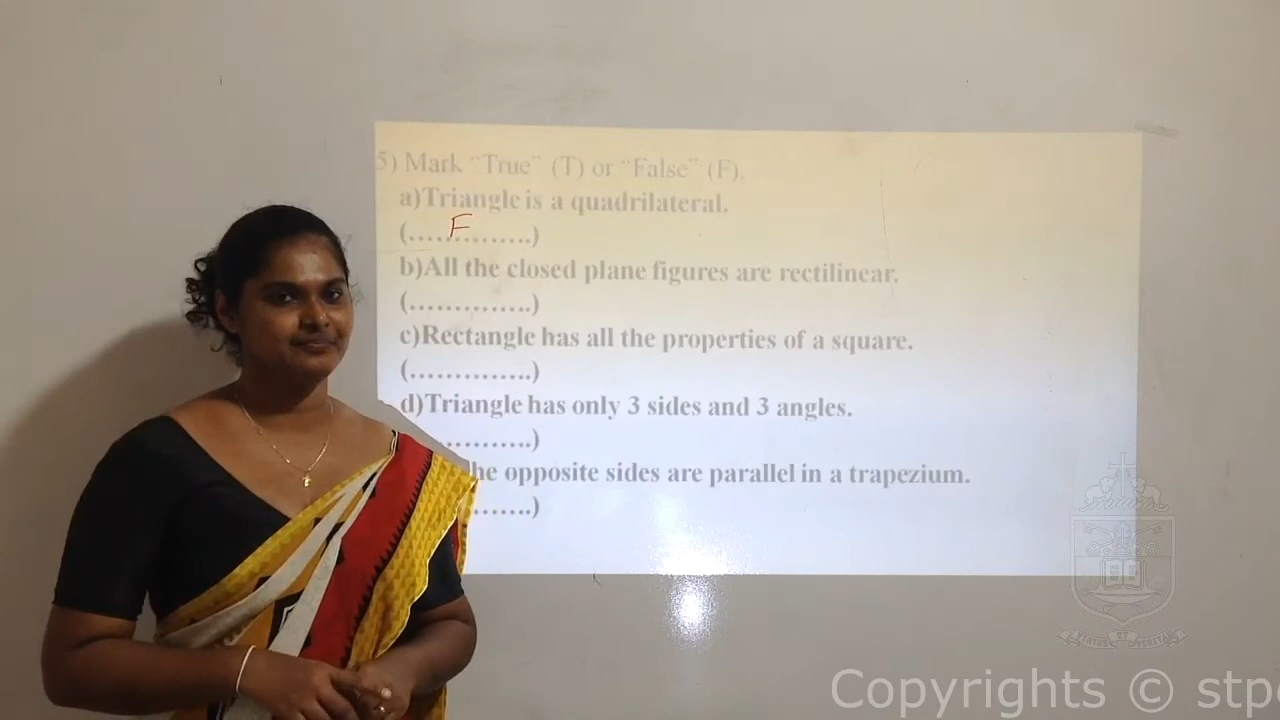 5) Mark “True” (T) or “False” (F).
a)Triangle is a quadrilateral.
(.....F.........)
b)All the closed plane figures are rectilinear.
(..............)
c)Rectangle has all the properties of a square.
(..............)
d)Triangle has only 3 sides and 3 angles.
..........)
he opposite sides are parallel in a trapezium.
.......)
ET
Copyrights © stp